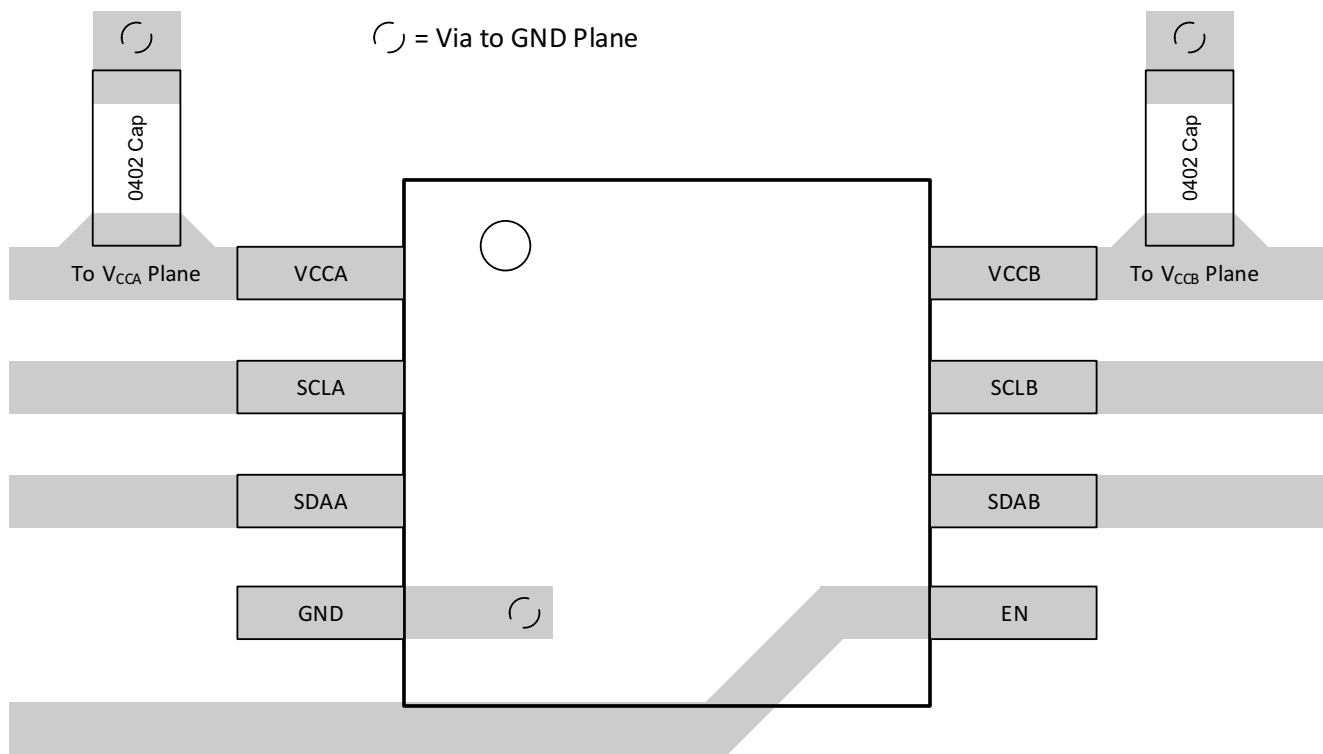 = Via to GND Plane
0402 Cap
0402 Cap
To VCCA Plane
VCCA
VCCB
To VCCB Plane
SCLA
SCLB
SDAA
SDAB
GND
EN